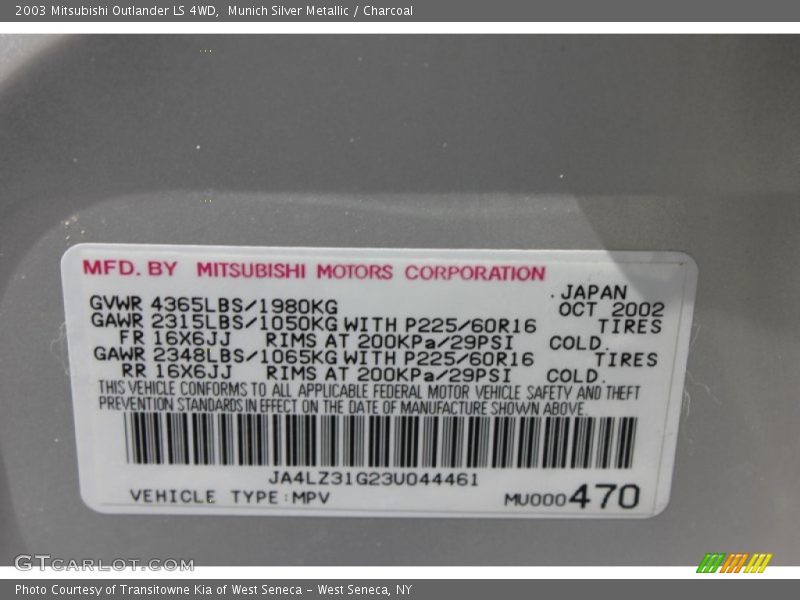 2003 Mitsubishi Outlander LS 4WD,  Munich Silver Metallic / Charcoal
MFD. BY MITSUBISHI MOTORS CORPORATION
.JAPAN
GVWR 4365LBS/1980KG OCT 2002
GAWR 2315LBS/1050KG WITH P225/60R16 TIRES
FR 16X6JJ RIMS AT 200KPa/29PSI COLD.
GAWR 2348LBS/1065KG WITH P225/60R16 TIRES
RR 16X6JJ RIMS AT 200KPa/29PSI COLD.
THIS VEHICLE CONFORMS TO ALL APPLICABLE FEDERAL MOTOR VEHICLE SAFETY AND THEFT
PREVENTION STANDARDS IN EFFECT ON THE DATE OF MANUFACTURE SHOWN ABOVE.
JA4LZ31G23U044461
VEHICLE TYPE:MPV MU000470
GTCARLOT.COM
Photo Courtesy of Transitowne Kia of West Seneca – West Seneca, NY